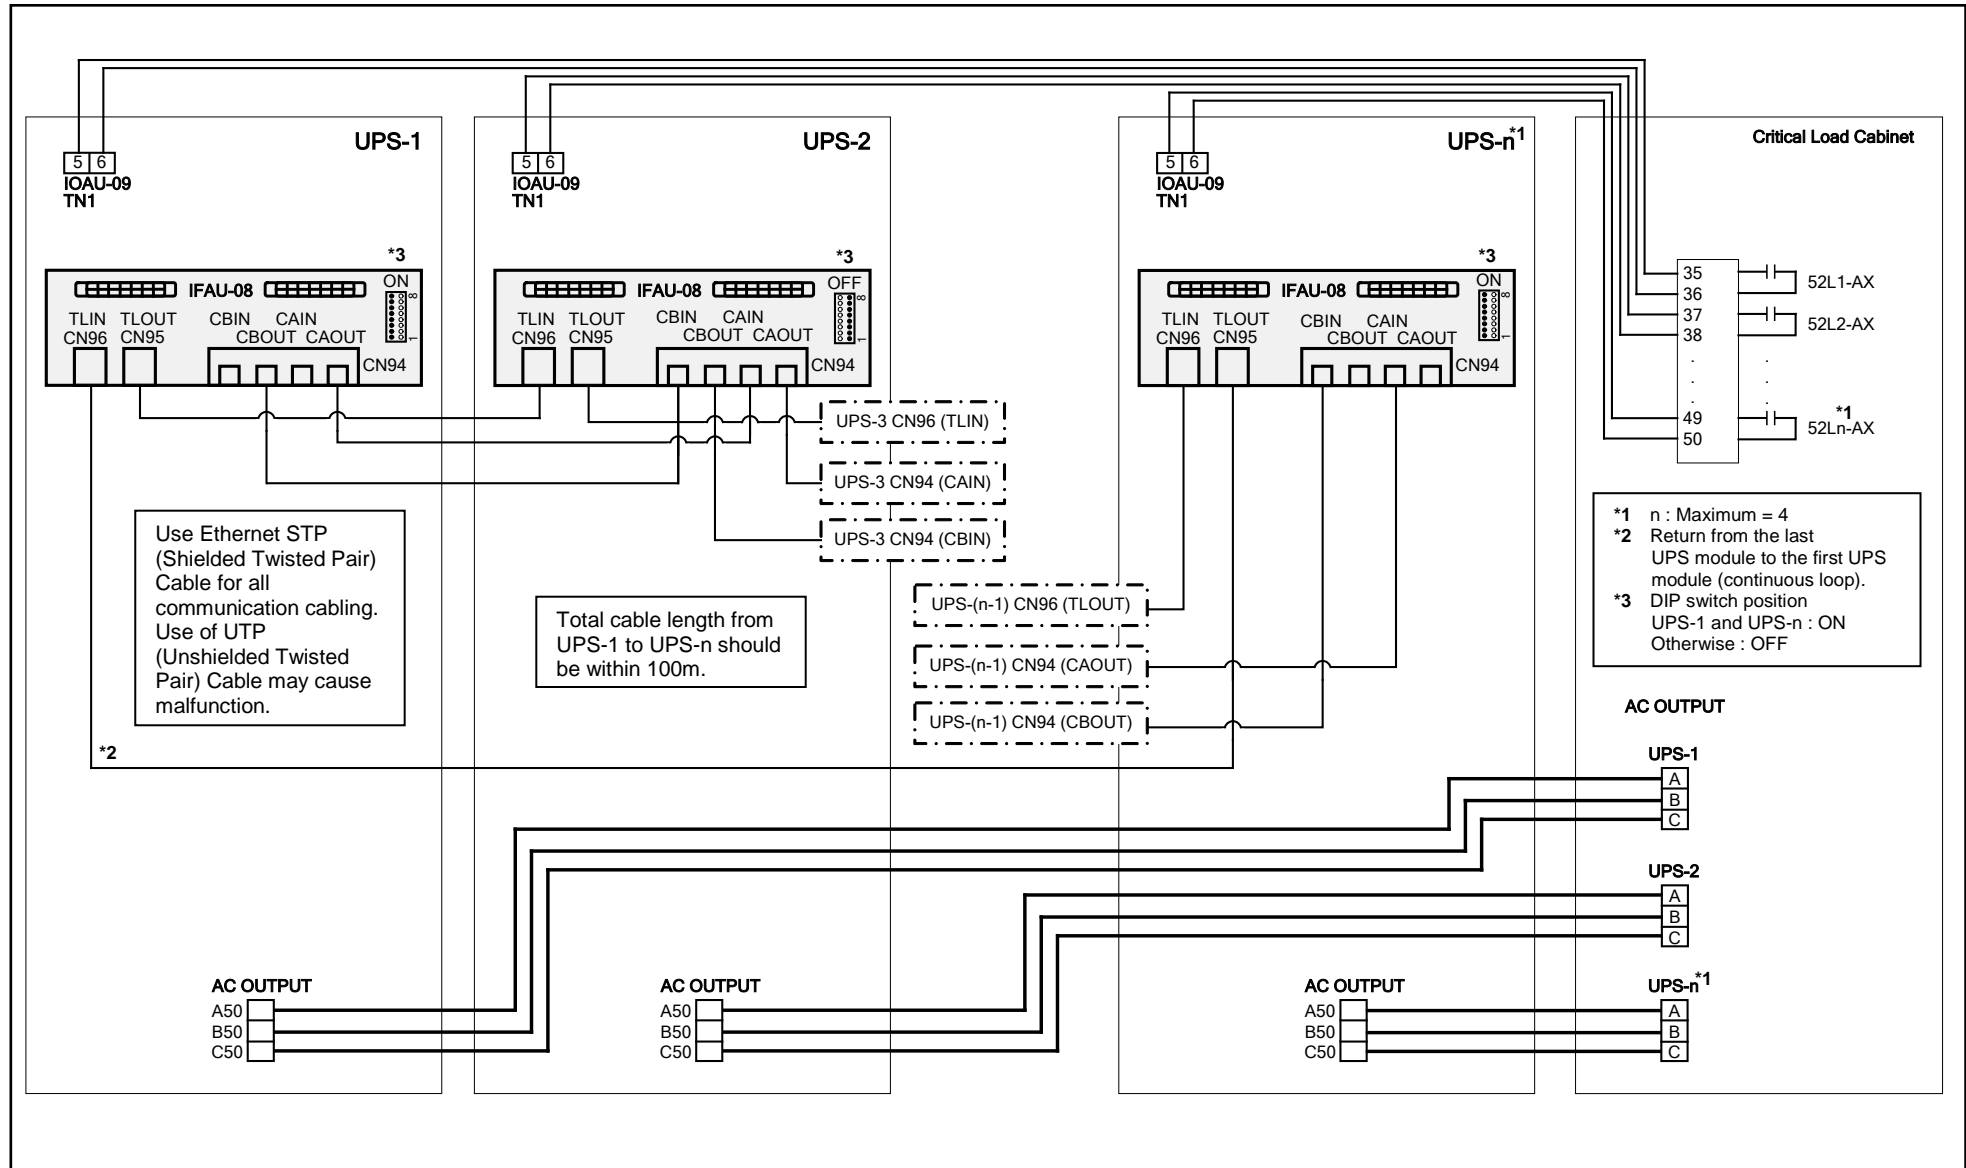 UPS-1
5 6
IOAU-09
TN1
*3
ON
IFAU-08
8
1
TLIN TLOUT CBIN CAIN
CN96 CN95 CBOUT CAOUT
CN94
UPS-2
5 6
IOAU-09
TN1
*3
OFF
IFAU-08
8
1
TLIN TLOUT CBIN CAIN
CN96 CN95 CBOUT CAOUT
CN94
UPS-3 CN96 (TLIN)
UPS-3 CN94 (CAIN)
UPS-3 CN94 (CBIN)
UPS-n*1
5 6
IOAU-09
TN1
*3
ON
IFAU-08
8
1
TLIN TLOUT CBIN CAIN
CN96 CN95 CBOUT CAOUT
CN94
UPS-(n-1) CN96 (TLOUT)
UPS-(n-1) CN94 (CAOUT)
UPS-(n-1) CN94 (CBOUT)
Critical Load Cabinet
35
36
52L1-AX
37
38
52L2-AX
.
.
.
.
.
.
49
50
*1
52Ln-AX
Use Ethernet STP
(Shielded Twisted Pair)
Cable for all
communication cabling.
Use of UTP
(Unshielded Twisted
Pair) Cable may cause
malfunction.
Total cable length from
UPS-1 to UPS-n should
be within 100m.
*1 n : Maximum = 4
*2 Return from the last
UPS module to the first UPS
module (continuous loop).
*3 DIP switch position
UPS-1 and UPS-n : ON
Otherwise : OFF
*2
AC OUTPUT
UPS-1
A
B
C
UPS-2
A
B
C
UPS-n*1
A
B
C
AC OUTPUT
A50
B50
C50
AC OUTPUT
A50
B50
C50
AC OUTPUT
A50
B50
C50